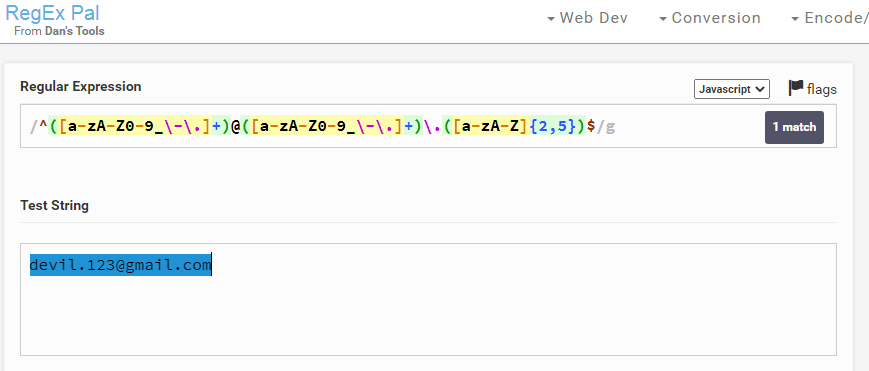 RegEx Pal
From Dan's Tools
Web Dev
Conversion
Encode/
Regular Expression
Javascript
flags
/^([a-zA-Z0-9_\-\.]+)@([a-zA-Z0-9_\-\.]+)\.([a-zA-Z]{2,5})$/g
1 match
Test String
devil.123@gmail.com